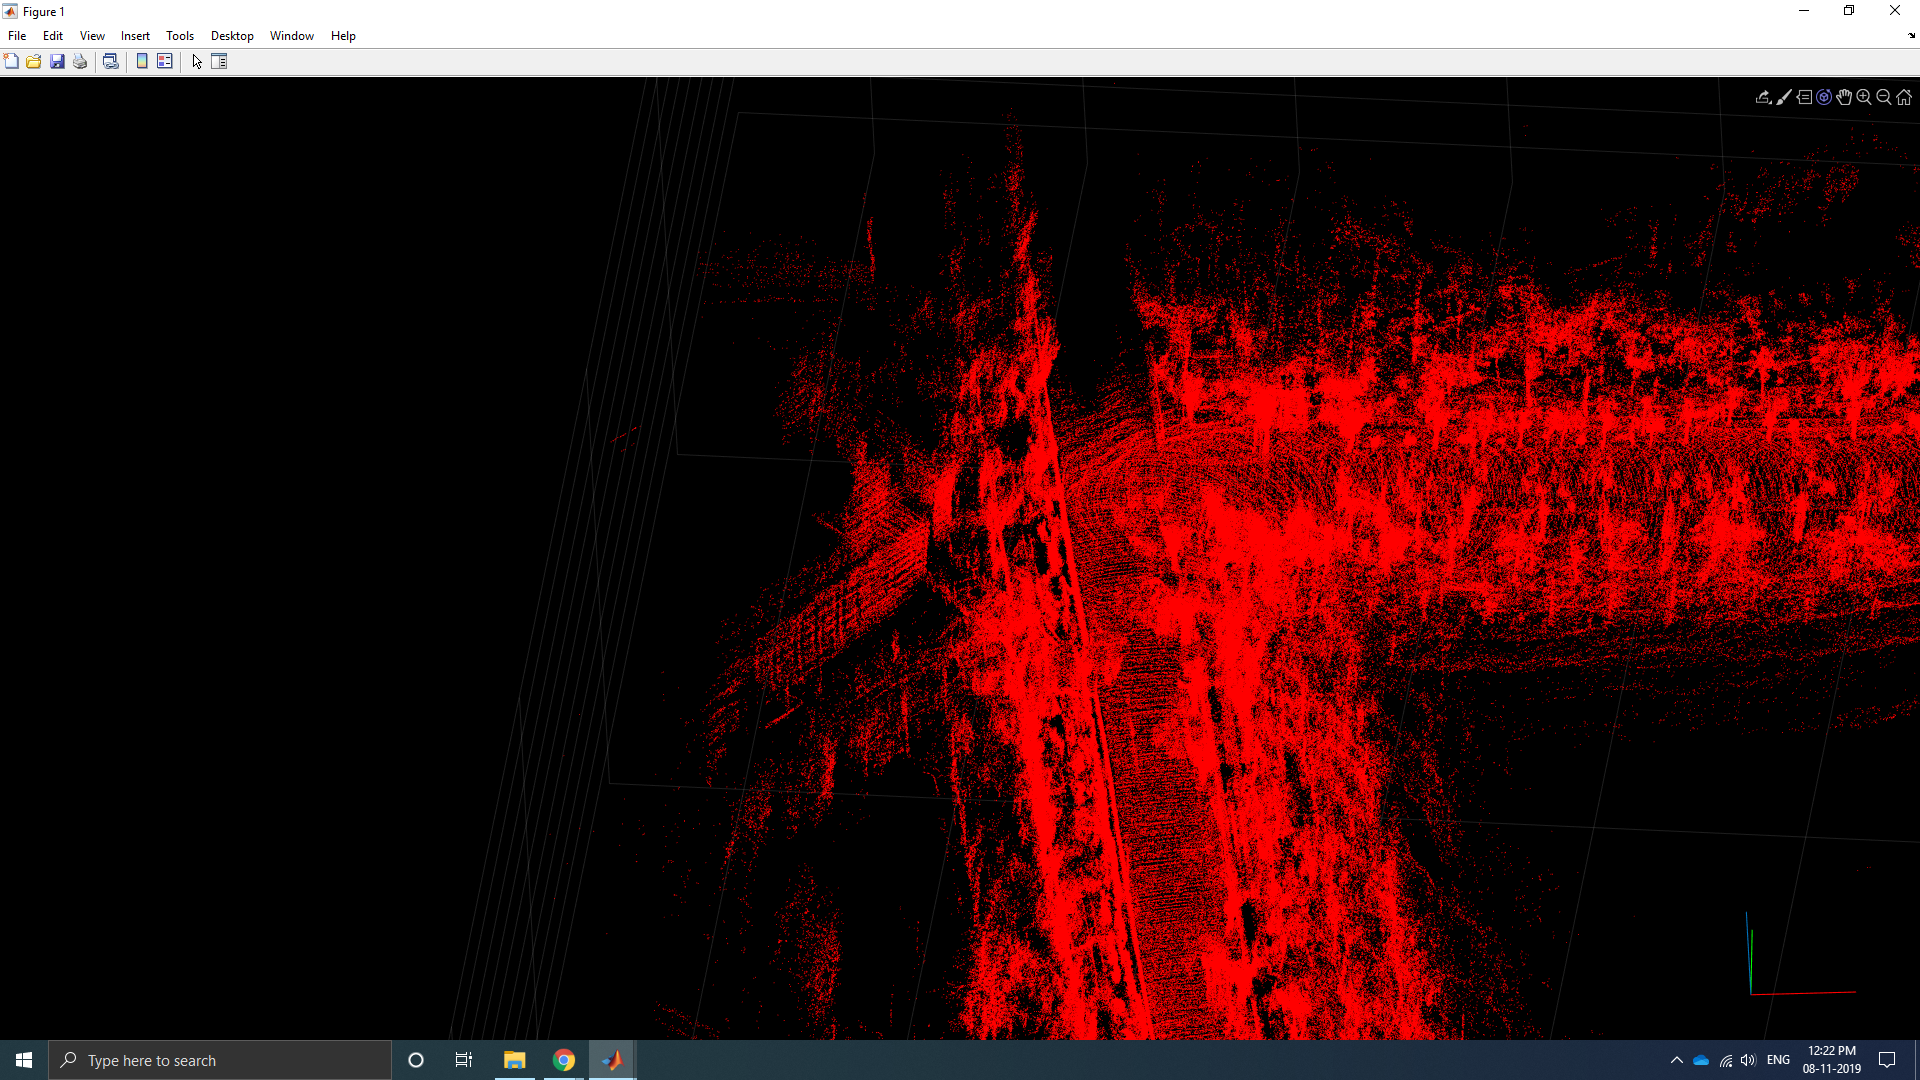 Figure 1
File Edit View Insert Tools Desktop Window Help
Type here to search
ENG
12:22 PM
08-11-2019